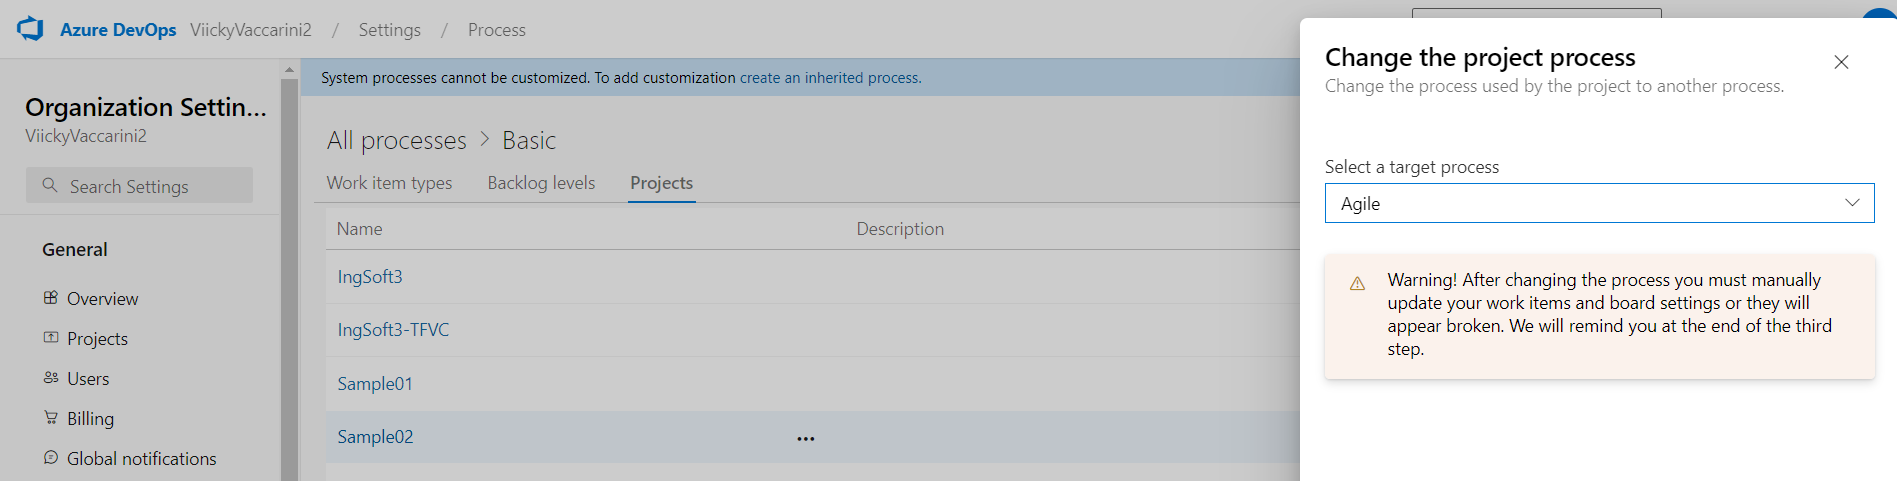 Azure DevOps ViickyVaccarini2 / Settings / Process
Organization Settin...
ViickyVaccarini2
Search Settings
General
Overview
Projects
Users
Billing
Global notifications
System processes cannot be customized. To add customization create an inherited process.
All processes > Basic
Work item types Backlog levels Projects
Name Description
IngSoft3
IngSoft3-TFVC
Sample01
Sample02 ...
Change the project process
Change the process used by the project to another process.
Select a target process
Agile
Warning! After changing the process you must manually
update your work items and board settings or they will
appear broken. We will remind you at the end of the third
step.